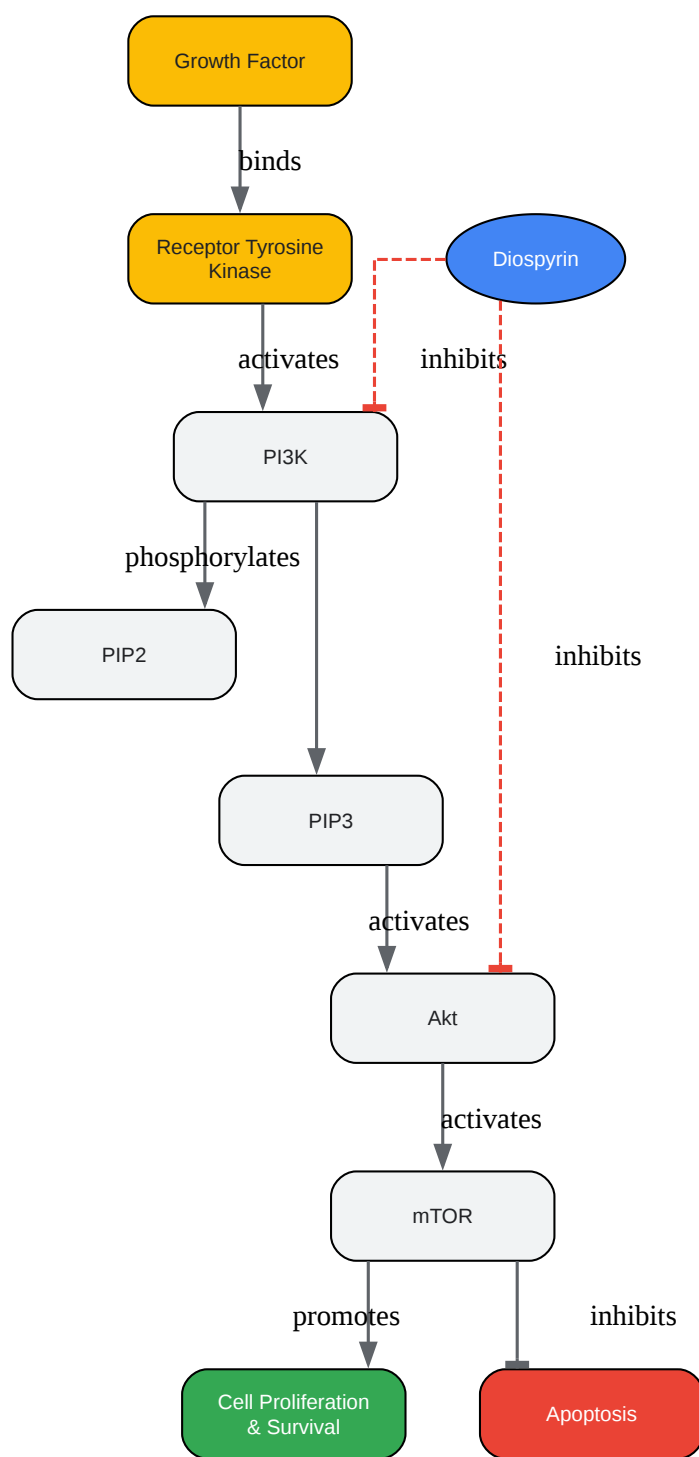 Growth Factor
binds
Receptor Tyrosine
Kinase
Diospyrin
activates
inhibits
PI3K
phosphorylates
PIP2
inhibits
PIP3
activates
Akt
activates
mTOR
promotes
inhibits
Cell Proliferation
& Survival
Apoptosis